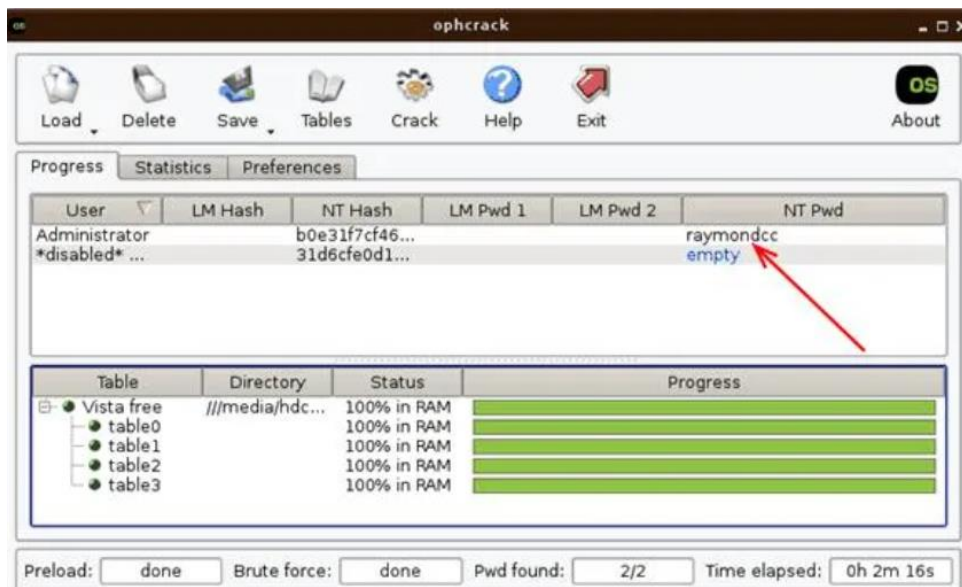 os ophcrack
Load Delete Save Tables Crack Help Exit OS About
Progress Statistics Preferences
User LM Hash NT Hash LM Pwd 1 LM Pwd 2 NT Pwd
Administrator b0e31f7cf46... raymondcc
*disabled* ... 31d6cfe0d1... empty
Table Directory Status Progress
Vista free ///media/hdc... 100% in RAM
table0 100% in RAM
table1 100% in RAM
table2 100% in RAM
table3 100% in RAM
Preload: done Brute force: done Pwd found: 2/2 Time elapsed: 0h 2m 16s